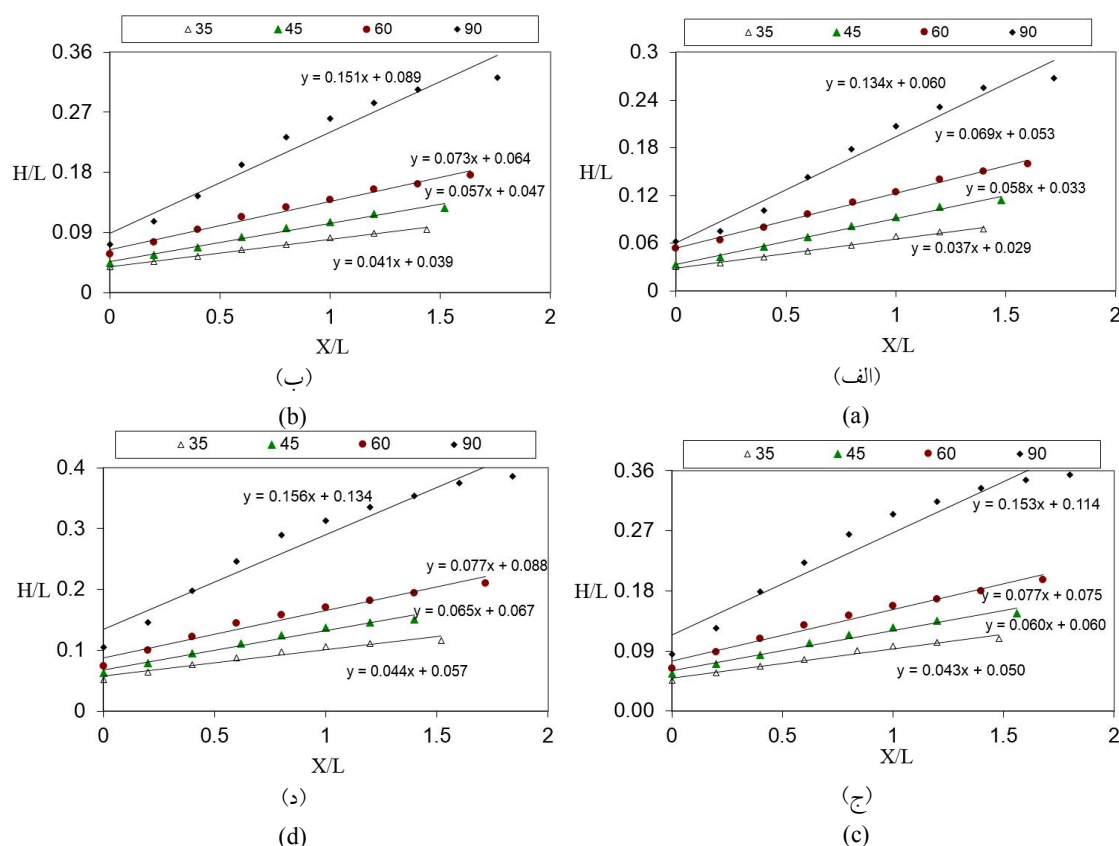 35 45 60 90
0.36
0.27
0.18
0.09
0
H/L
y = 0.151x + 0.089
y = 0.073x + 0.064
y = 0.057x + 0.047
y = 0.041x + 0.039
0 0.5 1 1.5 2
X/L
(ب)
(b)
35 45 60 90
0.3
0.24
0.18
0.12
0.06
0
H/L
y = 0.134x + 0.060
y = 0.069x + 0.053
y = 0.058x + 0.033
y = 0.037x + 0.029
0 0.5 1 1.5 2
X/L
(الف)
(a)
35 45 60 90
0.4
0.3
0.2
0.1
0
H/L
y = 0.156x + 0.134
y = 0.077x + 0.088
y = 0.065x + 0.067
y = 0.044x + 0.057
0 0.5 1 1.5 2
X/L
(د)
(d)
35 45 60 90
0.36
0.27
0.18
0.09
0.00
H/L
y = 0.153x + 0.114
y = 0.077x + 0.075
y = 0.060x + 0.060
y = 0.043x + 0.050
0 0.5 1 1.5 2
X/L
(ج)
(c)